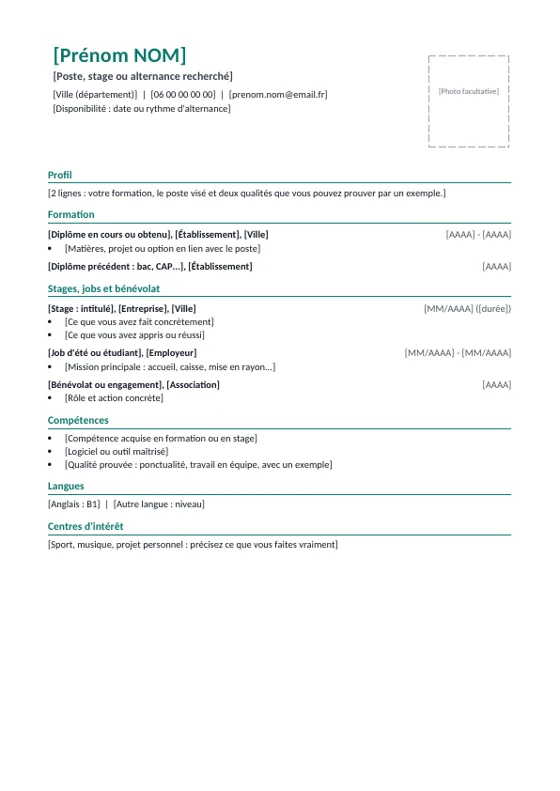 [Prénom NOM]
[Poste, stage ou alternance recherché]
[Ville (département)] | [06 00 00 00 00] | [prenom.nom@email.fr]
[Disponibilité : date ou rythme d'alternance]
[Photo facultative]
Profil
[2 lignes : votre formation, le poste visé et deux qualités que vous pouvez prouver par un exemple.]
Formation
[Diplôme en cours ou obtenu], [Établissement], [Ville] [AAAA] - [AAAA]
• [Matières, projet ou option en lien avec le poste]
[Diplôme précédent : bac, CAP...], [Établissement] [AAAA]
Stages, jobs et bénévolat
[Stage : intitulé], [Entreprise], [Ville] [MM/AAAA] ([durée])
• [Ce que vous avez fait concrètement]
• [Ce que vous avez appris ou réussi]
[Job d'été ou étudiant], [Employeur] [MM/AAAA] - [MM/AAAA]
• [Mission principale : accueil, caisse, mise en rayon...]
[Bénévolat ou engagement], [Association] [AAAA]
• [Rôle et action concrète]
Compétences
• [Compétence acquise en formation ou en stage]
• [Logiciel ou outil maîtrisé]
• [Qualité prouvée : ponctualité, travail en équipe, avec un exemple]
Langues
[Anglais : B1] | [Autre langue : niveau]
Centres d'intérêt
[Sport, musique, projet personnel : précisez ce que vous faites vraiment]